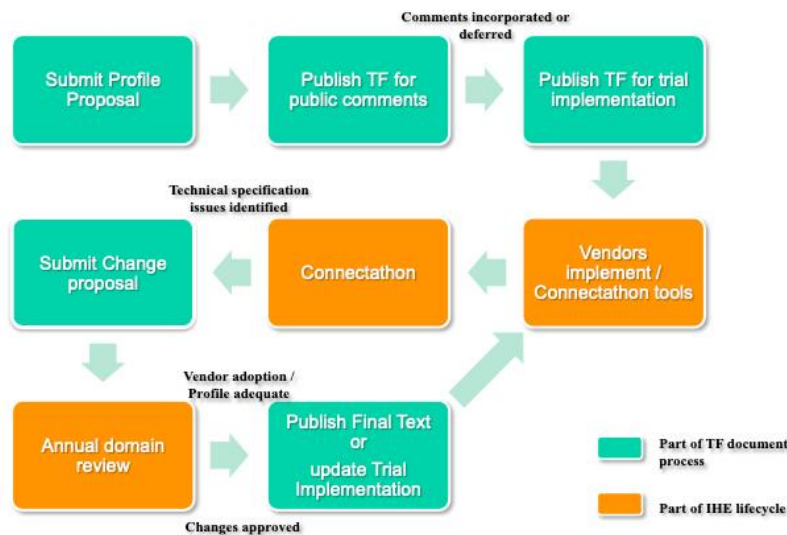 Comments incorporated or
deferred
Submit Profile
Proposal
Publish TF for
public comments
Publish TF for trial
implementation
Technical specification
issues identified
Submit Change
proposal
Connectathon
Vendors
implement /
Connectathon tools
Vendor adoption /
Profile adequate
Annual domain
review
Publish Final Text
or
update Trial
Implementation
Changes approved
Part of TF document
process
Part of IHE lifecycle